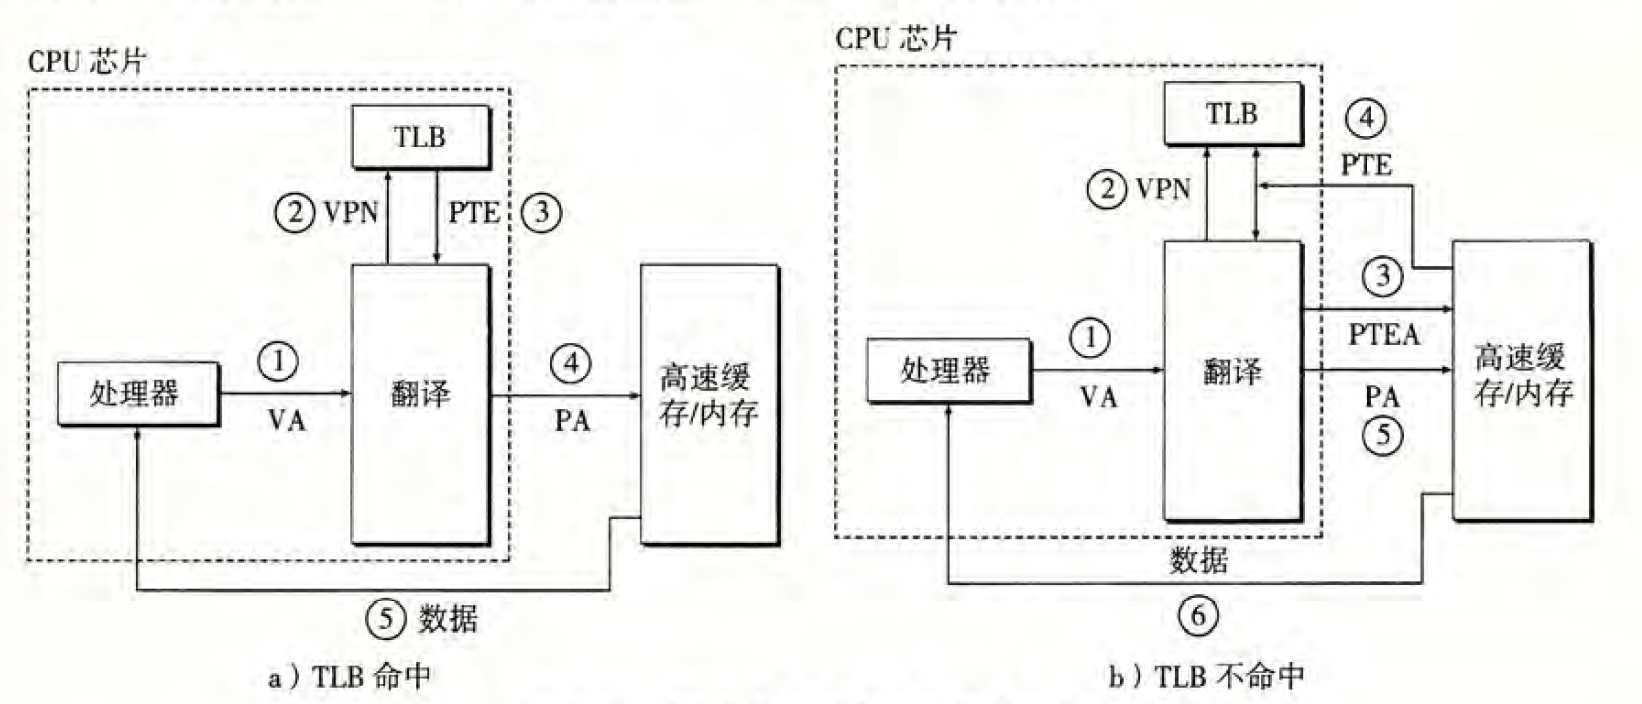 CPU 芯片
TLB
② VPN
PTE ③
处理器
①
VA
翻译
④
PA
高速缓
存/内存
⑤ 数据
a）TLB 命中
CPU 芯片
TLB
④
PTE
② VPN
处理器
①
VA
翻译
③
PTEA
PA
⑤
高速缓
存/内存
数据
⑥
b）TLB 不命中